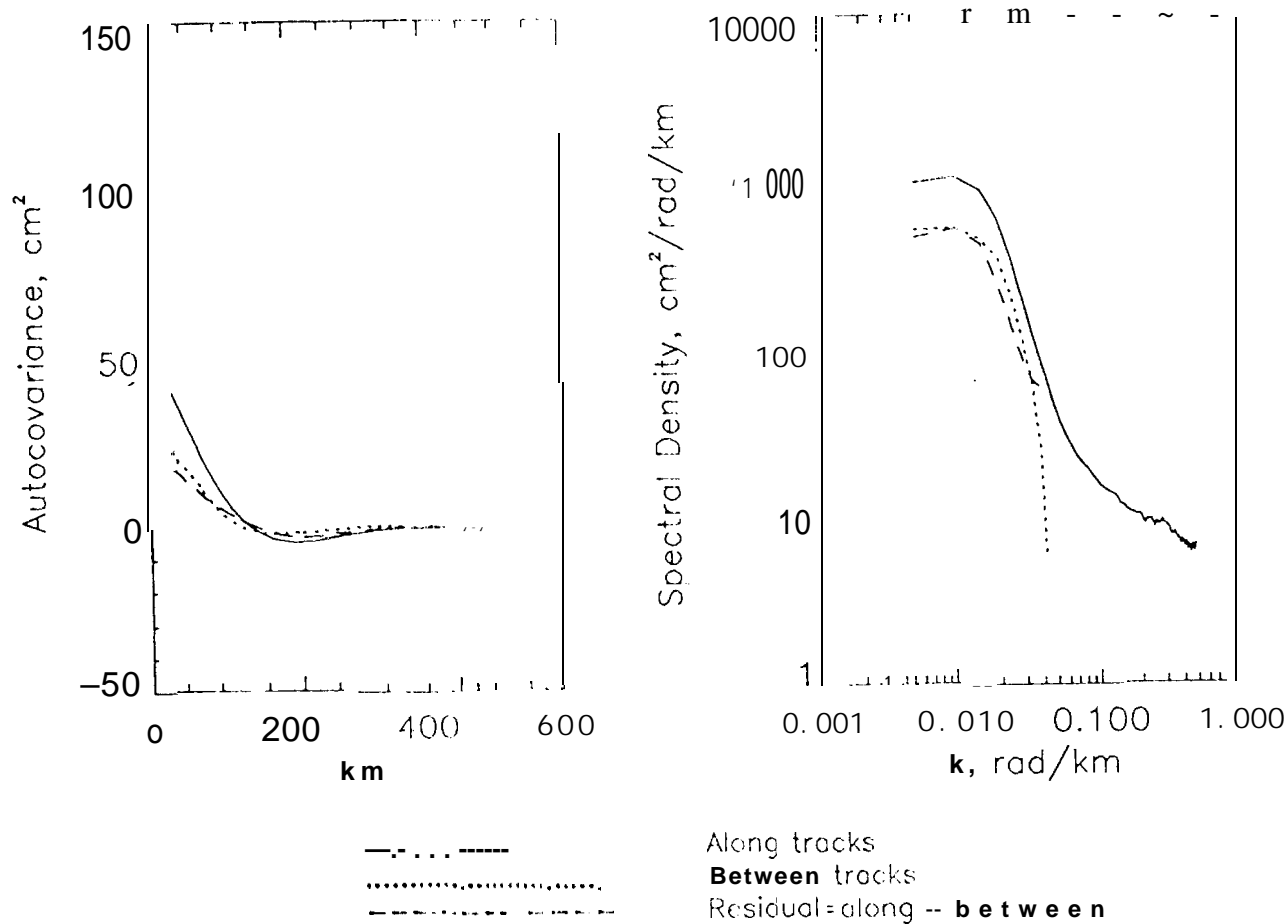 150
100
50
0
–50
Autocovariance, cm²
0 200 400 600
km
10000
1 000
100
10
1
Spectral Density, cm²/rad/km
r m - - ~ -
0.001 0.010 0.100 1.000
k, rad/km
Along tracks
Between tracks
Residual=along -- between